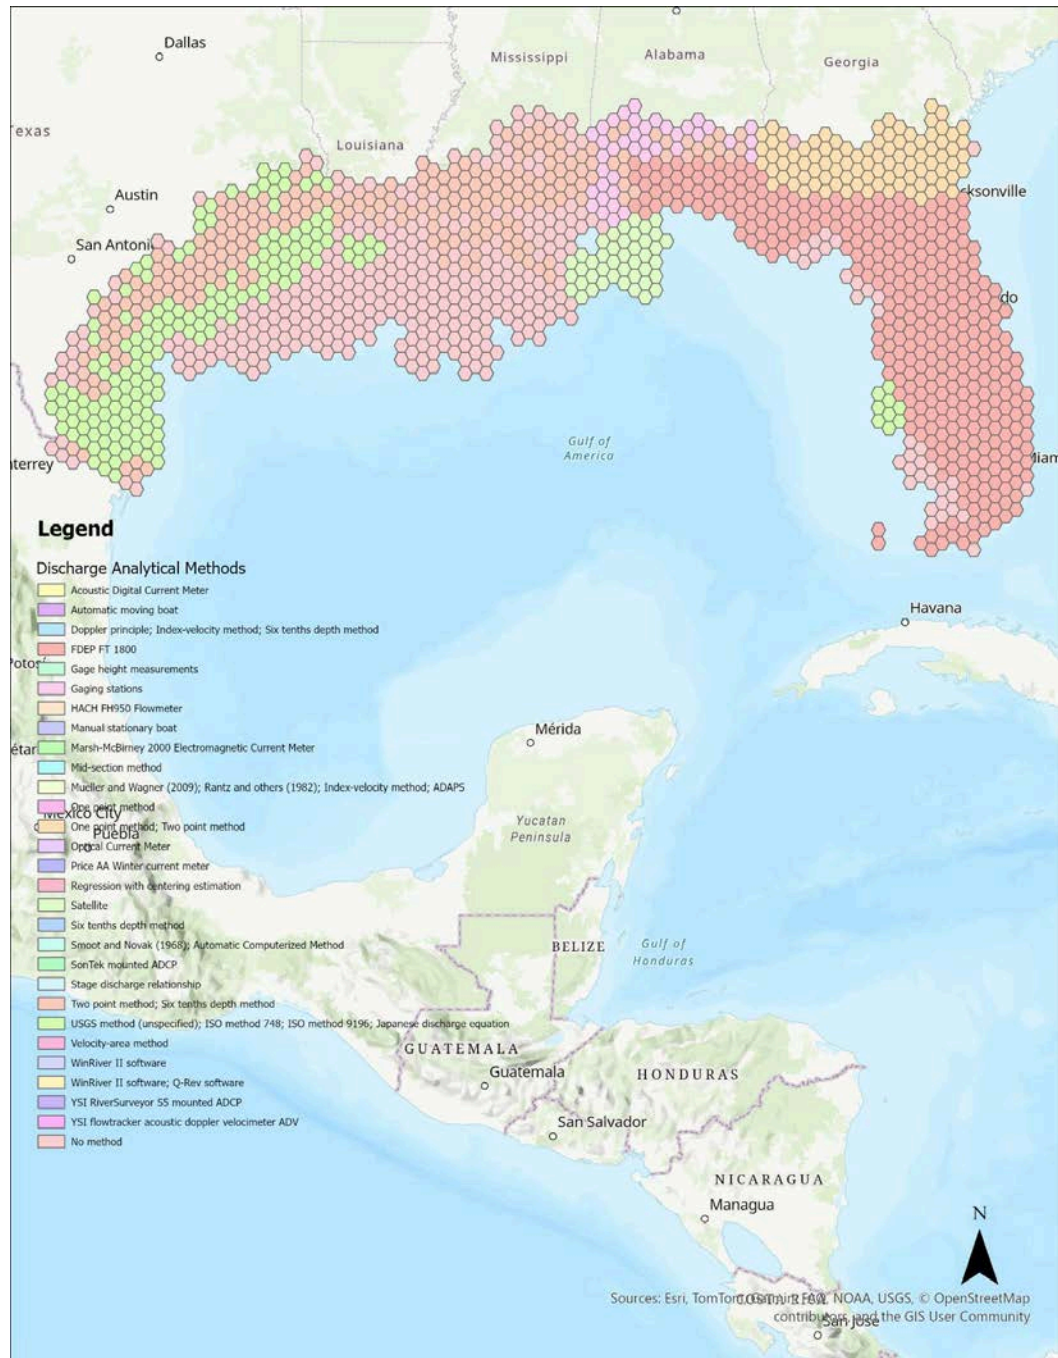 Dallas
Mississippi
Alabama
Georgia
Texas
Louisiana
Austin
cksonville
San Antoni
do
Gulf of
America
nterrey
Miam
Legend
Discharge Analytical Methods
Acoustic Digital Current Meter
Automatic moving boat
Doppler principle; Index-velocity method; Six tenths depth method
FDEP FT 1800
Gage height measurements
Gaging stations
HACH FH950 Flowmeter
Manual stationary boat
Marsh-McBirney 2000 Electromagnetic Current Meter
Mid-section method
Mueller and Wagner (2009); Rantz and others (1982); Index-velocity method; ADAPS
One point method
One point method; Two point method
Optical Current Meter
Price AA Winter current meter
Regression with centering estimation
Satellite
Six tenths depth method
Smoot and Novak (1968); Automatic Computerized Method
SonTek mounted ADCP
Stage discharge relationship
Two point method; Six tenths depth method
USGS method (unspecified); ISO method 748; ISO method 9196; Japanese discharge equation
Velocity-area method
WinRiver II software
WinRiver II software; Q-Rev software
YSI RiverSurveyor S5 mounted ADCP
YSI flowtracker acoustic doppler velocimeter ADV
No method
Havana
Potos
Mérida
étar
Mexico City
Puebla
Yucatan
Peninsula
BELIZE
Gulf of
Honduras
GUATEMALA
Guatemala
HONDURAS
San Salvador
NICARAGUA
Managua
N
COSTA RICA
San Jose
Sources: Esri, TomTom, Garmin, FAO, NOAA, USGS, © OpenStreetMap
contributors, and the GIS User Community